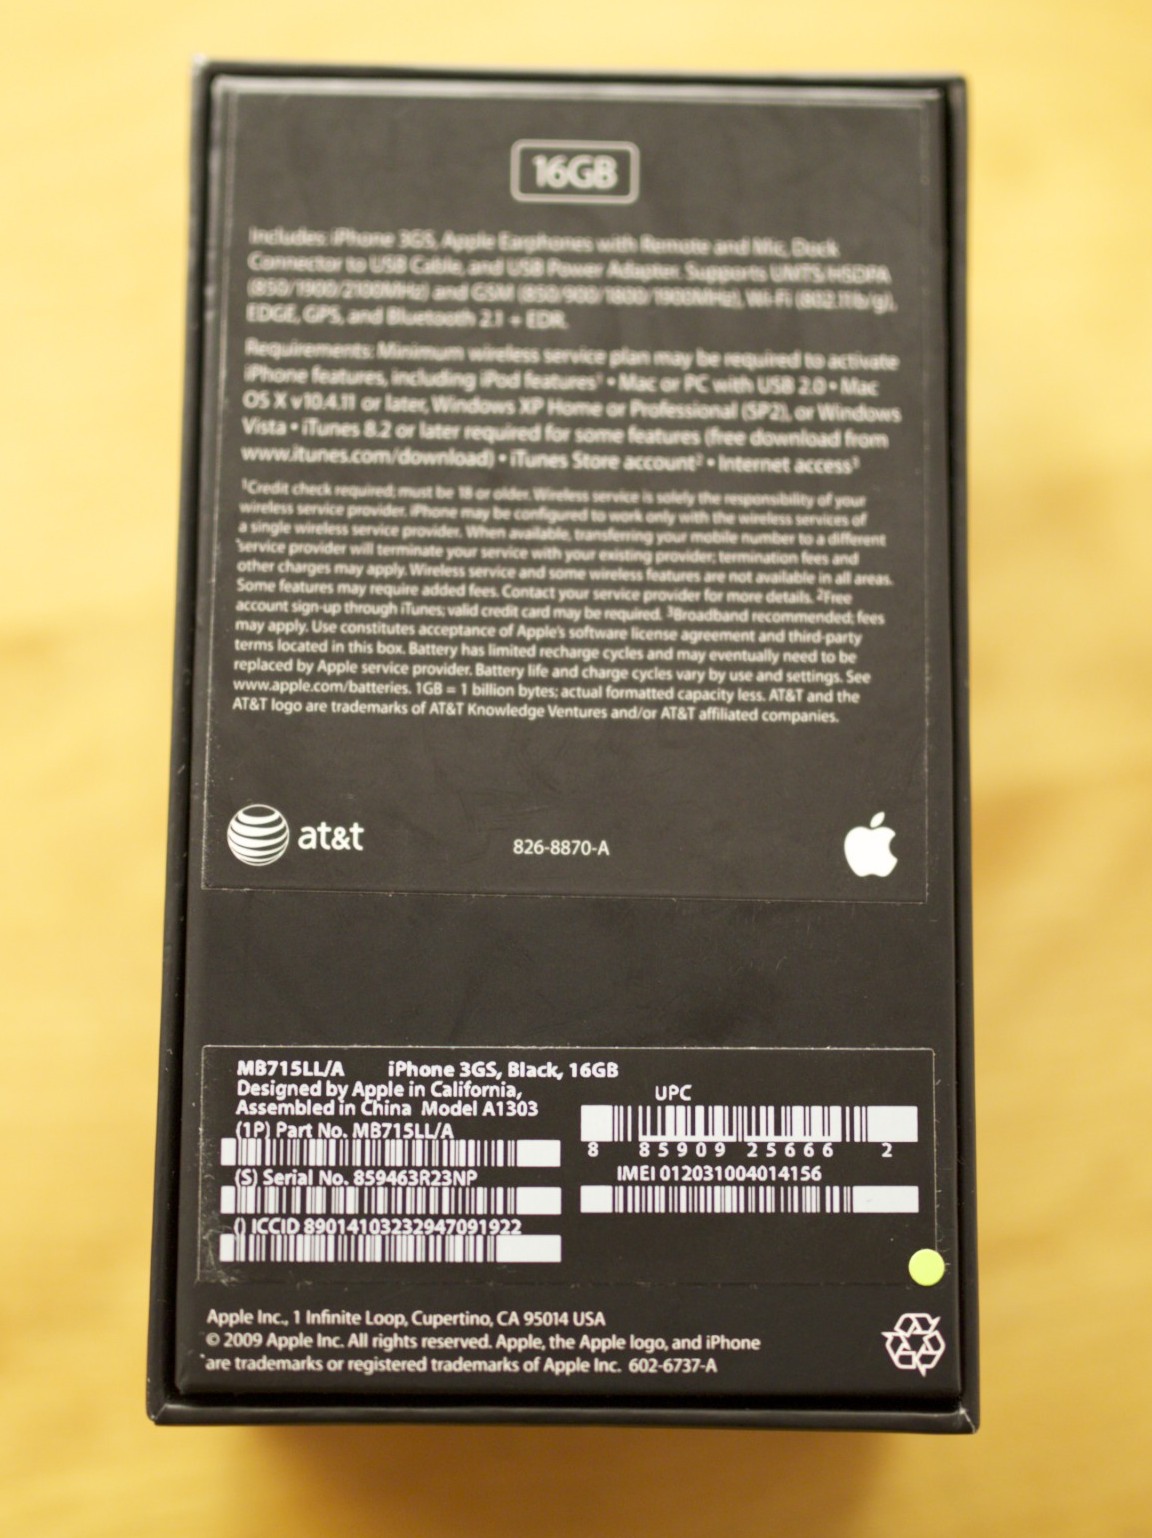 16GB
Includes: iPhone 3GS, Apple Earphones with Remote and Mic, Dock
Connector to USB Cable, and USB Power Adapter. Supports UMTS/HSDPA
(850/1900/2100MHz) and GSM (850/900/1800/1900MHz), Wi-Fi (802.11b/g),
EDGE, GPS, and Bluetooth 2.1 + EDR.
Requirements: Minimum wireless service plan may be required to activate
iPhone features, including iPod features¹ • Mac or PC with USB 2.0 • Mac
OS X v10.4.11 or later, Windows XP Home or Professional (SP2), or Windows
Vista • iTunes 8.2 or later required for some features (free download from
www.itunes.com/download) • iTunes Store account² • Internet access³
¹Credit check required; must be 18 or older. Wireless service is solely the responsibility of your
wireless service provider. iPhone may be configured to work only with the wireless services of
a single wireless service provider. When available, transferring your mobile number to a different
service provider will terminate your service with your existing provider; termination fees and
other charges may apply. Wireless service and some wireless features are not available in all areas.
Some features may require added fees. Contact your service provider for more details. ²Free
account sign-up through iTunes; valid credit card may be required. ³Broadband recommended; fees
may apply. Use constitutes acceptance of Apple's software license agreement and third-party
terms located in this box. Battery has limited recharge cycles and may eventually need to be
replaced by Apple service provider. Battery life and charge cycles vary by use and settings. See
www.apple.com/batteries. 1GB = 1 billion bytes; actual formatted capacity less. AT&T and the
AT&T logo are trademarks of AT&T Knowledge Ventures and/or AT&T affiliated companies.
at&t
826-8870-A
MB715LL/A iPhone 3GS, Black, 16GB
Designed by Apple in California,
Assembled in China Model A1303
(1P) Part No. MB715LL/A
(S) Serial No. 859463R23NP
() ICCID 89014103232947091922
UPC
8 85909 25666 2
IMEI 012031004014156
Apple Inc., 1 Infinite Loop, Cupertino, CA 95014 USA
© 2009 Apple Inc. All rights reserved. Apple, the Apple logo, and iPhone
are trademarks or registered trademarks of Apple Inc. 602-6737-A